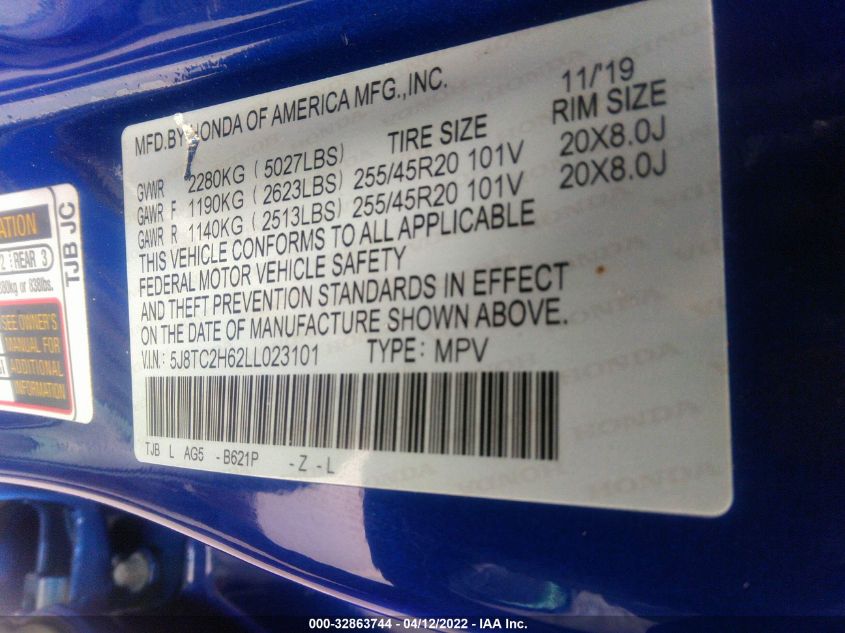 MFD.BY HONDA OF AMERICA MFG.,INC. 11/'19
TIRE SIZE RIM SIZE
GVWR 2280KG (5027LBS)
GAWR F 1190KG (2623LBS) 255/45R20 101V 20X8.0J
GAWR R 1140KG (2513LBS) 255/45R20 101V 20X8.0J
THIS VEHICLE CONFORMS TO ALL APPLICABLE
FEDERAL MOTOR VEHICLE SAFETY
AND THEFT PREVENTION STANDARDS IN EFFECT
ON THE DATE OF MANUFACTURE SHOWN ABOVE.
V.I.N.: 5J8TC2H62LL023101 TYPE: MPV
TJB L AG5 -B621P -Z-L
2 REAR 3
838lbs.
SEE OWNER'S
MANUAL FOR
ADDITIONAL
INFORMATION
TJB JC
000-32863744 - 04/12/2022 - IAA Inc.